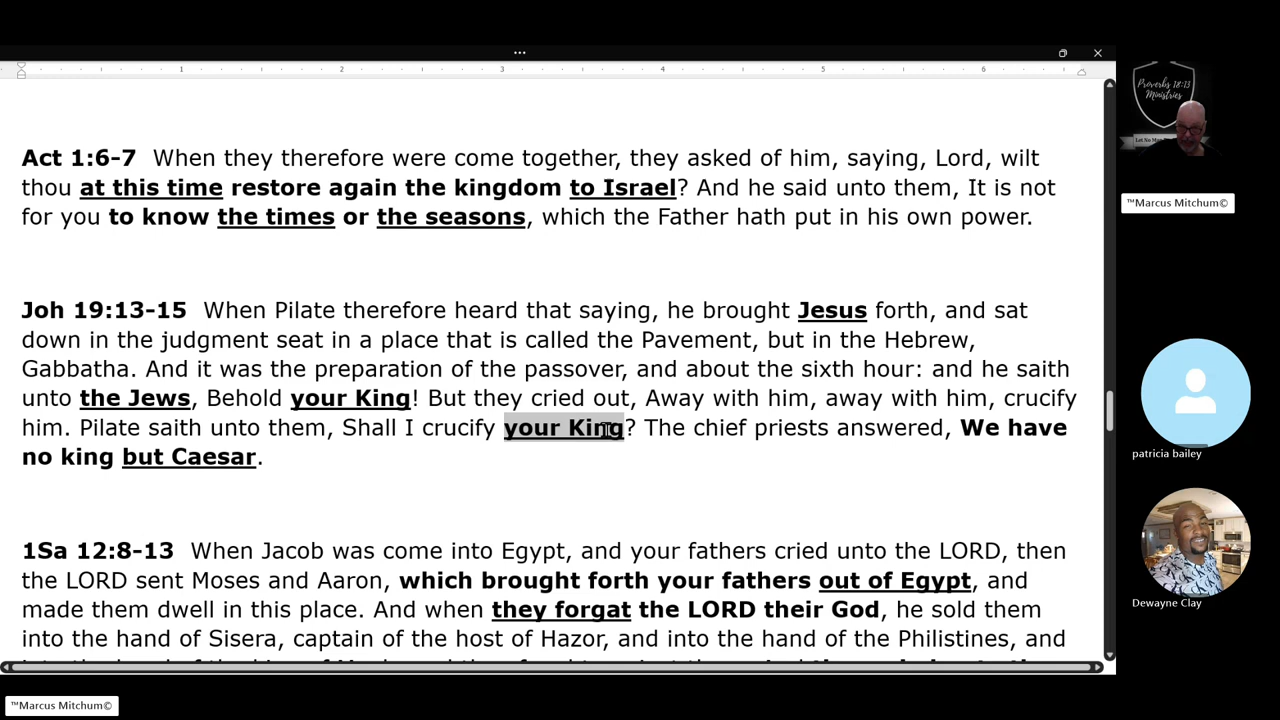 Act 1:6-7 When they therefore were come together, they asked of him, saying, Lord, wilt
thou at this time restore again the kingdom to Israel? And he said unto them, It is not
for you to know the times or the seasons, which the Father hath put in his own power.
Joh 19:13-15 When Pilate therefore heard that saying, he brought Jesus forth, and sat
down in the judgment seat in a place that is called the Pavement, but in the Hebrew,
Gabbatha. And it was the preparation of the passover, and about the sixth hour: and he saith
unto the Jews, Behold your King! But they cried out, Away with him, away with him, crucify
him. Pilate saith unto them, Shall I crucify your King? The chief priests answered, We have
no king but Caesar.
1Sa 12:8-13 When Jacob was come into Egypt, and your fathers cried unto the LORD, then
the LORD sent Moses and Aaron, which brought forth your fathers out of Egypt, and
made them dwell in this place. And when they forgat the LORD their God, he sold them
into the hand of Sisera, captain of the host of Hazor, and into the hand of the Philistines, and
1 2 3 4 5 6
Proverbs 18:13
Ministries
™Marcus Mitchum©
patricia bailey
Dewayne Clay
™Marcus Mitchum©